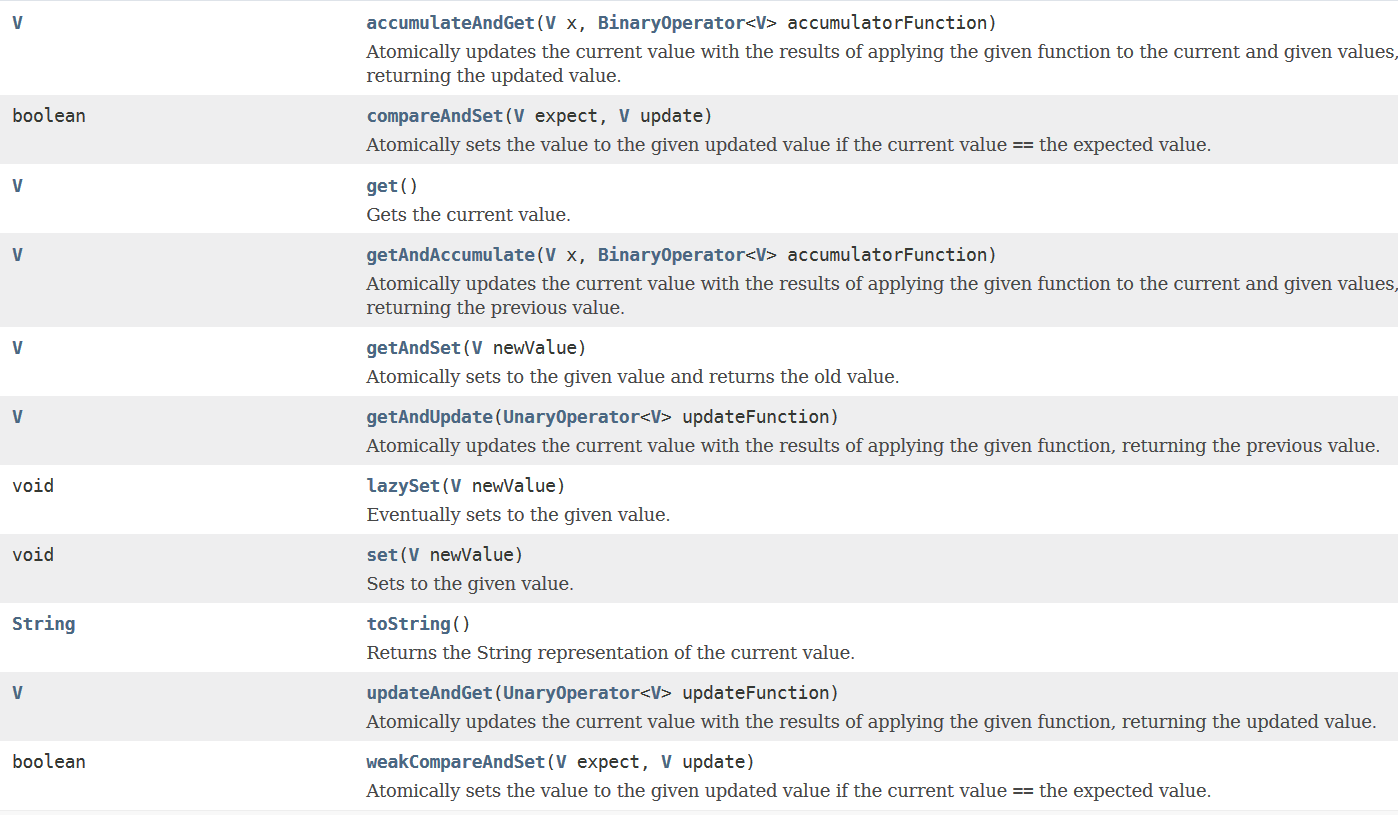 V accumulateAndGet(V x, BinaryOperator<V> accumulatorFunction)
Atomically updates the current value with the results of applying the given function to the current and given values,
returning the updated value.
boolean compareAndSet(V expect, V update)
Atomically sets the value to the given updated value if the current value == the expected value.
V get()
Gets the current value.
V getAndAccumulate(V x, BinaryOperator<V> accumulatorFunction)
Atomically updates the current value with the results of applying the given function to the current and given values,
returning the previous value.
V getAndSet(V newValue)
Atomically sets to the given value and returns the old value.
V getAndUpdate(UnaryOperator<V> updateFunction)
Atomically updates the current value with the results of applying the given function, returning the previous value.
void lazySet(V newValue)
Eventually sets to the given value.
void set(V newValue)
Sets to the given value.
String toString()
Returns the String representation of the current value.
V updateAndGet(UnaryOperator<V> updateFunction)
Atomically updates the current value with the results of applying the given function, returning the updated value.
boolean weakCompareAndSet(V expect, V update)
Atomically sets the value to the given updated value if the current value == the expected value.